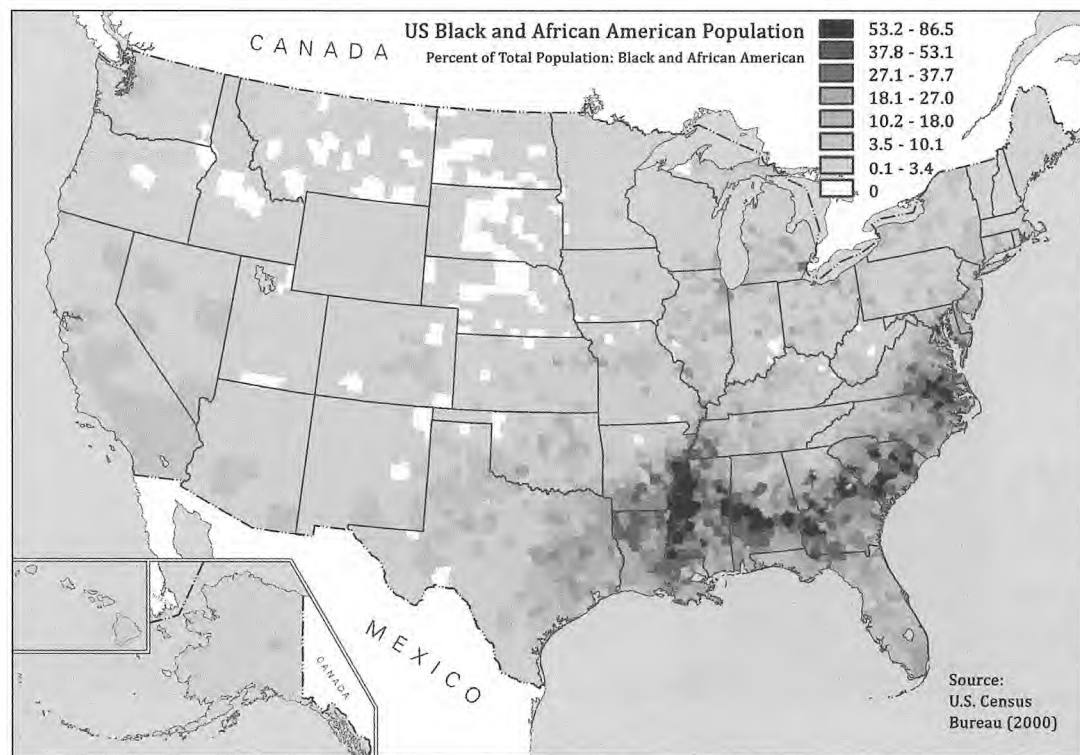 US Black and African American Population
Percent of Total Population: Black and African American
53.2 - 86.5
37.8 - 53.1
27.1 - 37.7
18.1 - 27.0
10.2 - 18.0
3.5 - 10.1
0.1 - 3.4
0
CANADA
MEXICO
CANADA
Source:
U.S. Census
Bureau (2000)